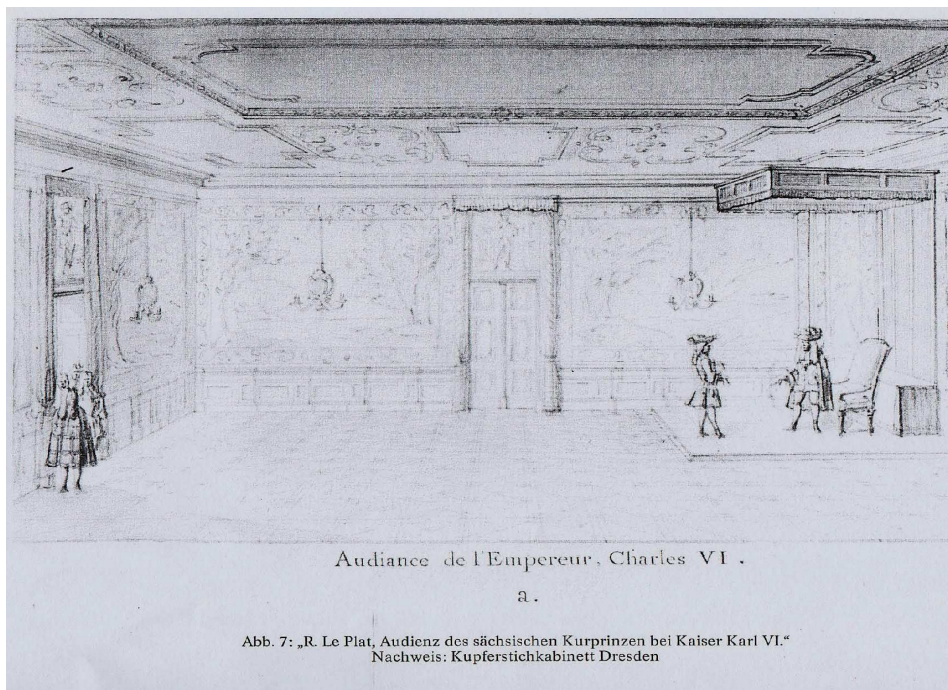 Audiance de l'Empereur, Charles VI.
a.
Abb. 7: „R. Le Plat, Audienz des sächsischen Kurprinzen bei Kaiser Karl VI.“
Nachweis: Kupferstichkabinett Dresden